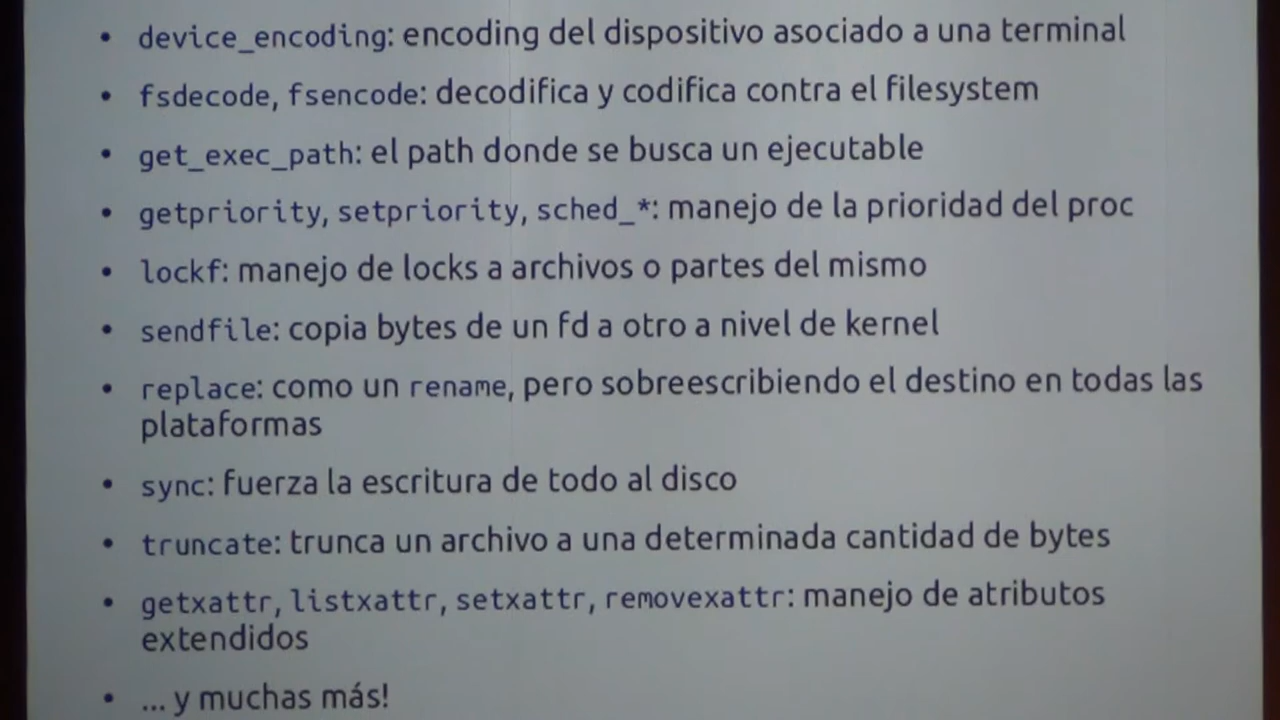 • device_encoding: encoding del dispositivo asociado a una terminal
• fsdecode, fsencode: decodifica y codifica contra el filesystem
• get_exec_path: el path donde se busca un ejecutable
• getpriority, setpriority, sched_*: manejo de la prioridad del proc
• lockf: manejo de locks a archivos o partes del mismo
• sendfile: copia bytes de un fd a otro a nivel de kernel
• replace: como un rename, pero sobreescribiendo el destino en todas las
plataformas
• sync: fuerza la escritura de todo al disco
• truncate: trunca un archivo a una determinada cantidad de bytes
• getxattr, listxattr, setxattr, removexattr: manejo de atributos
extendidos
• ... y muchas más!